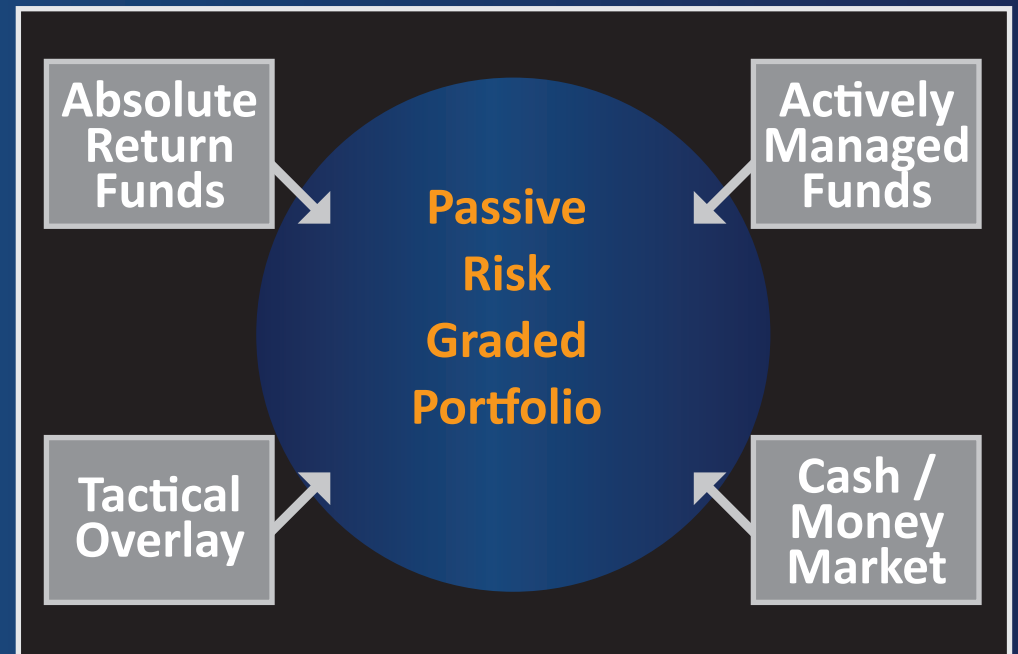 Absolute
Return
Funds
Actively
Managed
Funds
Passive
Risk
Graded
Portfolio
Tactical
Overlay
Cash /
Money
Market